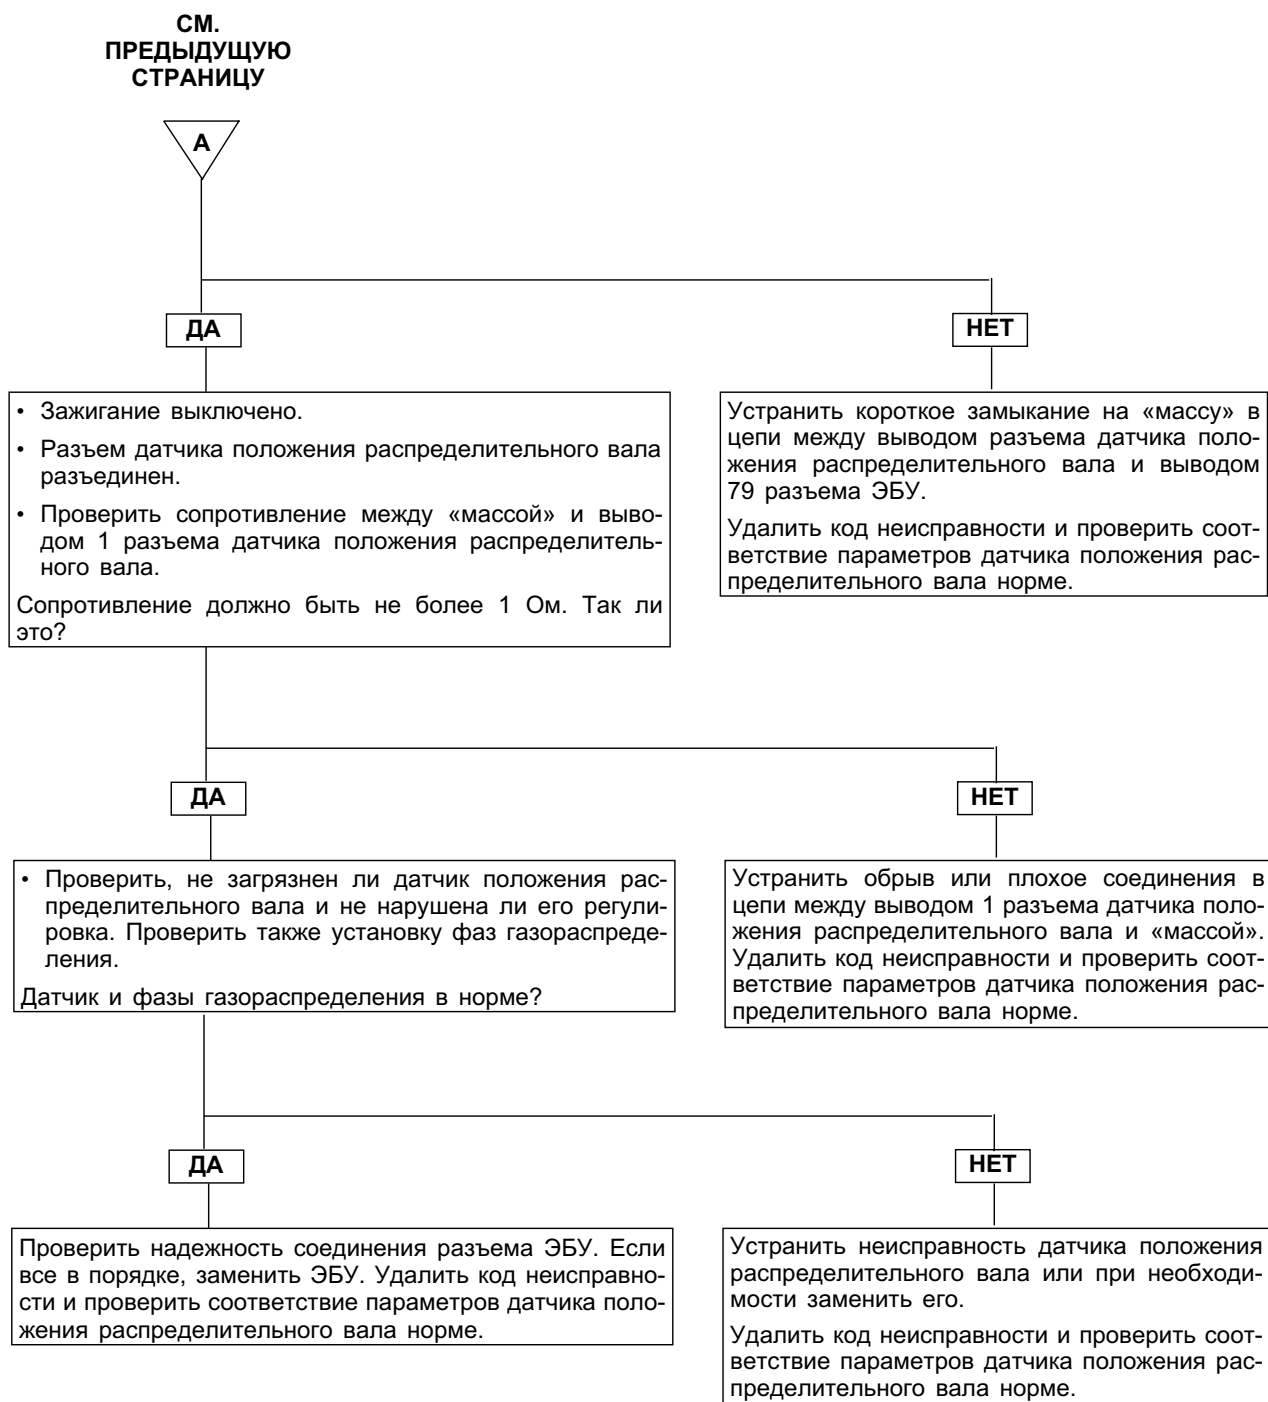 СМ.
ПРЕДЫДУЩУЮ
СТРАНИЦУ
А
ДА
НЕТ
• Зажигание выключено.
• Разъем датчика положения распределительного вала
разъединен.
• Проверить сопротивление между «массой» и выво-
дом 1 разъема датчика положения распределитель-
ного вала.
Сопротивление должно быть не более 1 Ом. Так ли
это?
Устранить короткое замыкание на «массу» в
цепи между выводом разъема датчика поло-
жения распределительного вала и выводом
79 разъема ЭБУ.
Удалить код неисправности и проверить соот-
ветствие параметров датчика положения рас-
пределительного вала норме.
ДА
НЕТ
• Проверить, не загрязнен ли датчик положения рас-
пределительного вала и не нарушена ли его регули-
ровка. Проверить также установку фаз газораспреде-
ления.
Датчик и фазы газораспределения в норме?
Устранить обрыв или плохое соединения в
цепи между выводом 1 разъема датчика поло-
жения распределительного вала и «массой».
Удалить код неисправности и проверить соот-
ветствие параметров датчика положения рас-
пределительного вала норме.
ДА
НЕТ
Проверить надежность соединения разъема ЭБУ. Если
все в порядке, заменить ЭБУ. Удалить код неисправно-
сти и проверить соответствие параметров датчика поло-
жения распределительного вала норме.
Устранить неисправность датчика положения
распределительного вала или при необходи-
мости заменить его.
Удалить код неисправности и проверить соот-
ветствие параметров датчика положения рас-
пределительного вала норме.